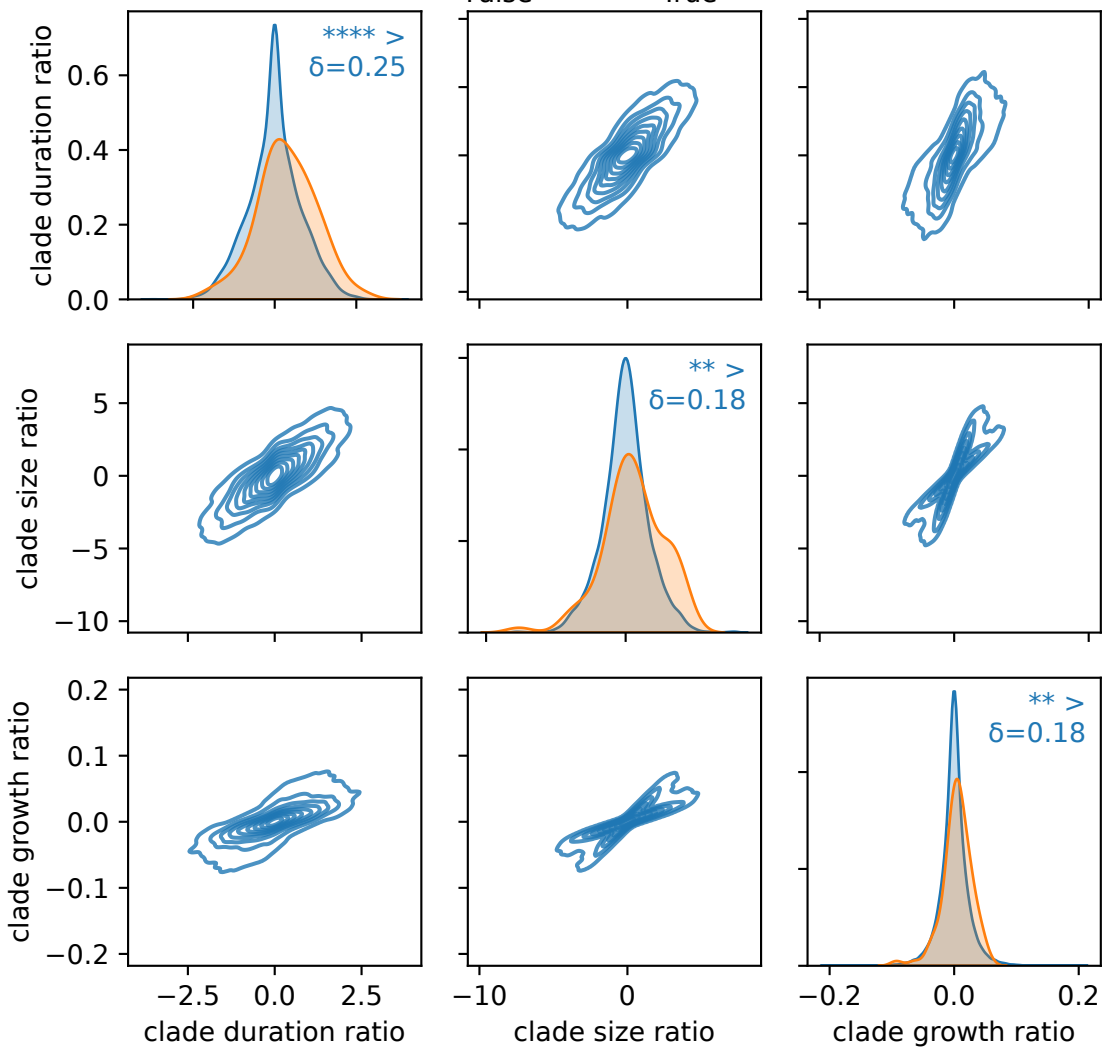 True
clade duration ratio
0.6
0.4
0.2
0.0
**** >
δ=0.25
clade size ratio
5
0
−5
−10
** >
δ=0.18
clade growth ratio
0.2
0.1
0.0
−0.1
−0.2
** >
δ=0.18
−2.5 0.0 2.5
−10 0
−0.2 0.0 0.2
clade duration ratio
clade size ratio
clade growth ratio